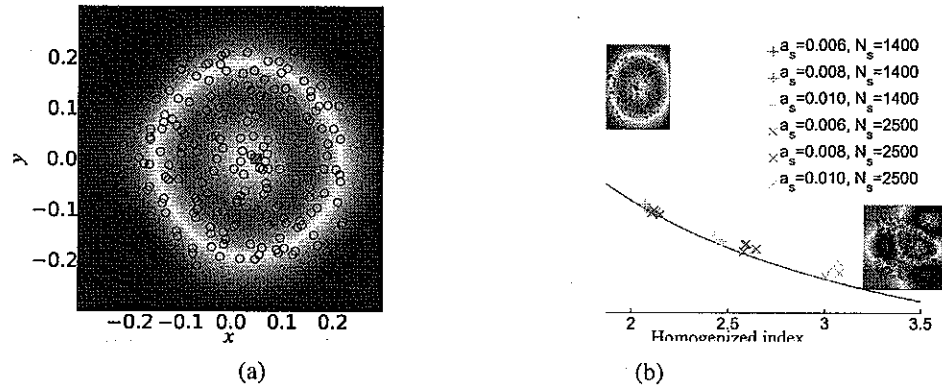 0.2
0.1
0.0
−0.1
−0.2
y
−0.2 −0.1 0.0 0.1 0.2
x
(a)
a_s=0.006, N_s=1400
a_s=0.008, N_s=1400
a_s=0.010, N_s=1400
a_s=0.006, N_s=2500
a_s=0.008, N_s=2500
a_s=0.010, N_s=2500
2 2.5 3 3.5
Homogenized index
(b)